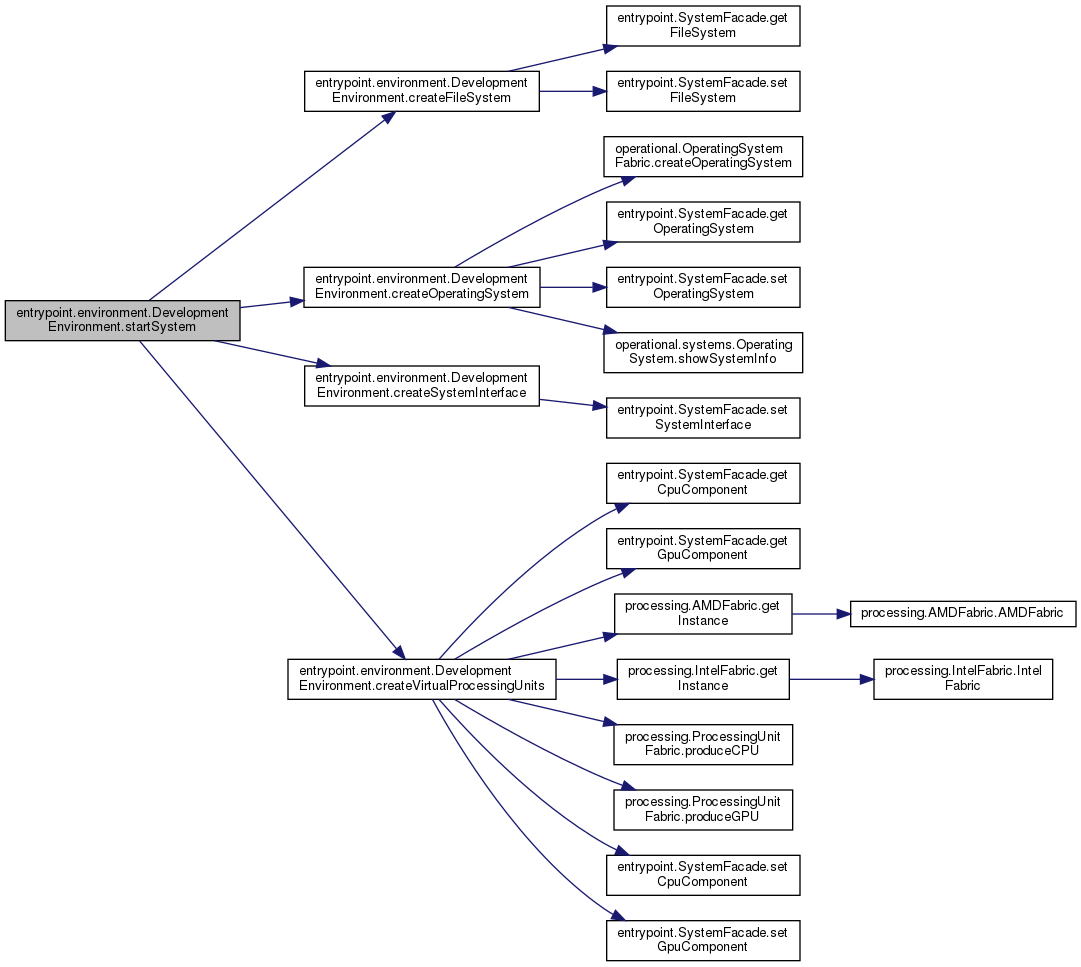 entrypoint.environment.Development
Environment.startSystem
entrypoint.environment.Development
Environment.createFileSystem
entrypoint.SystemFacade.get
FileSystem
entrypoint.SystemFacade.set
FileSystem
entrypoint.environment.Development
Environment.createOperatingSystem
operational.OperatingSystem
Fabric.createOperatingSystem
entrypoint.SystemFacade.get
OperatingSystem
entrypoint.SystemFacade.set
OperatingSystem
operational.systems.Operating
System.showSystemInfo
entrypoint.environment.Development
Environment.createSystemInterface
entrypoint.SystemFacade.set
SystemInterface
entrypoint.environment.Development
Environment.createVirtualProcessingUnits
entrypoint.SystemFacade.get
CpuComponent
entrypoint.SystemFacade.get
GpuComponent
processing.AMDFabric.get
Instance
processing.AMDFabric.AMDFabric
processing.IntelFabric.get
Instance
processing.IntelFabric.Intel
Fabric
processing.ProcessingUnit
Fabric.produceCPU
processing.ProcessingUnit
Fabric.produceGPU
entrypoint.SystemFacade.set
CpuComponent
entrypoint.SystemFacade.set
GpuComponent